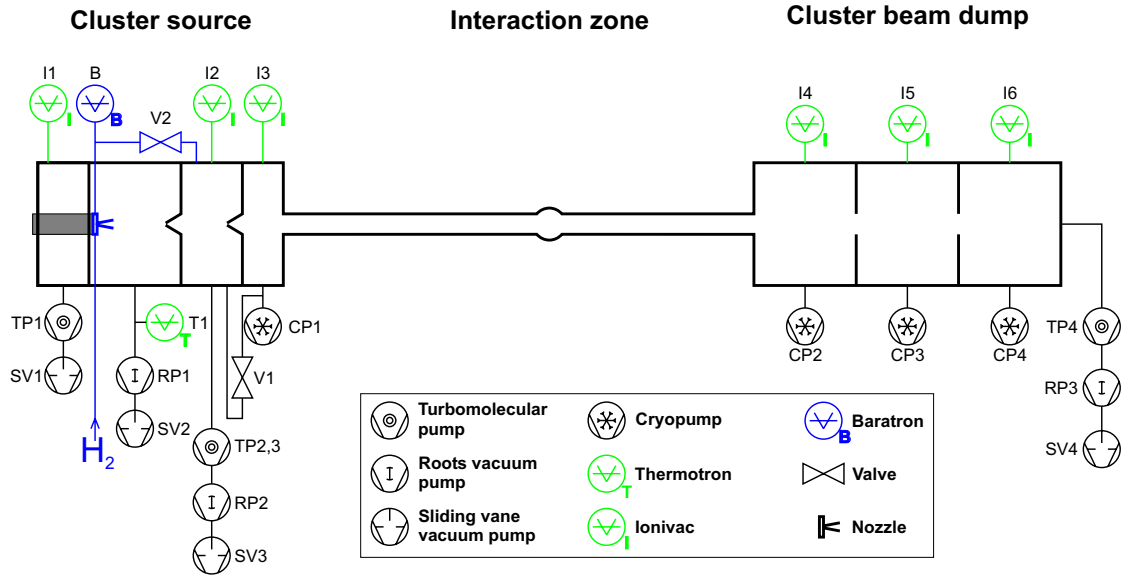 Cluster source
Interaction zone
Cluster beam dump
I1
B
I2
I3
I4
I5
I6
V2
I
B
I
I
I
I
I
TP1
T1
T
CP1
SV1
RP1
V1
SV2
H2
TP2,3
RP2
SV3
CP2
CP3
CP4
TP4
RP3
SV4
Turbomolecular
pump
Cryopump
B
Baratron
Roots vacuum
pump
T
Thermotron
Valve
Sliding vane
vacuum pump
I
Ionivac
Nozzle